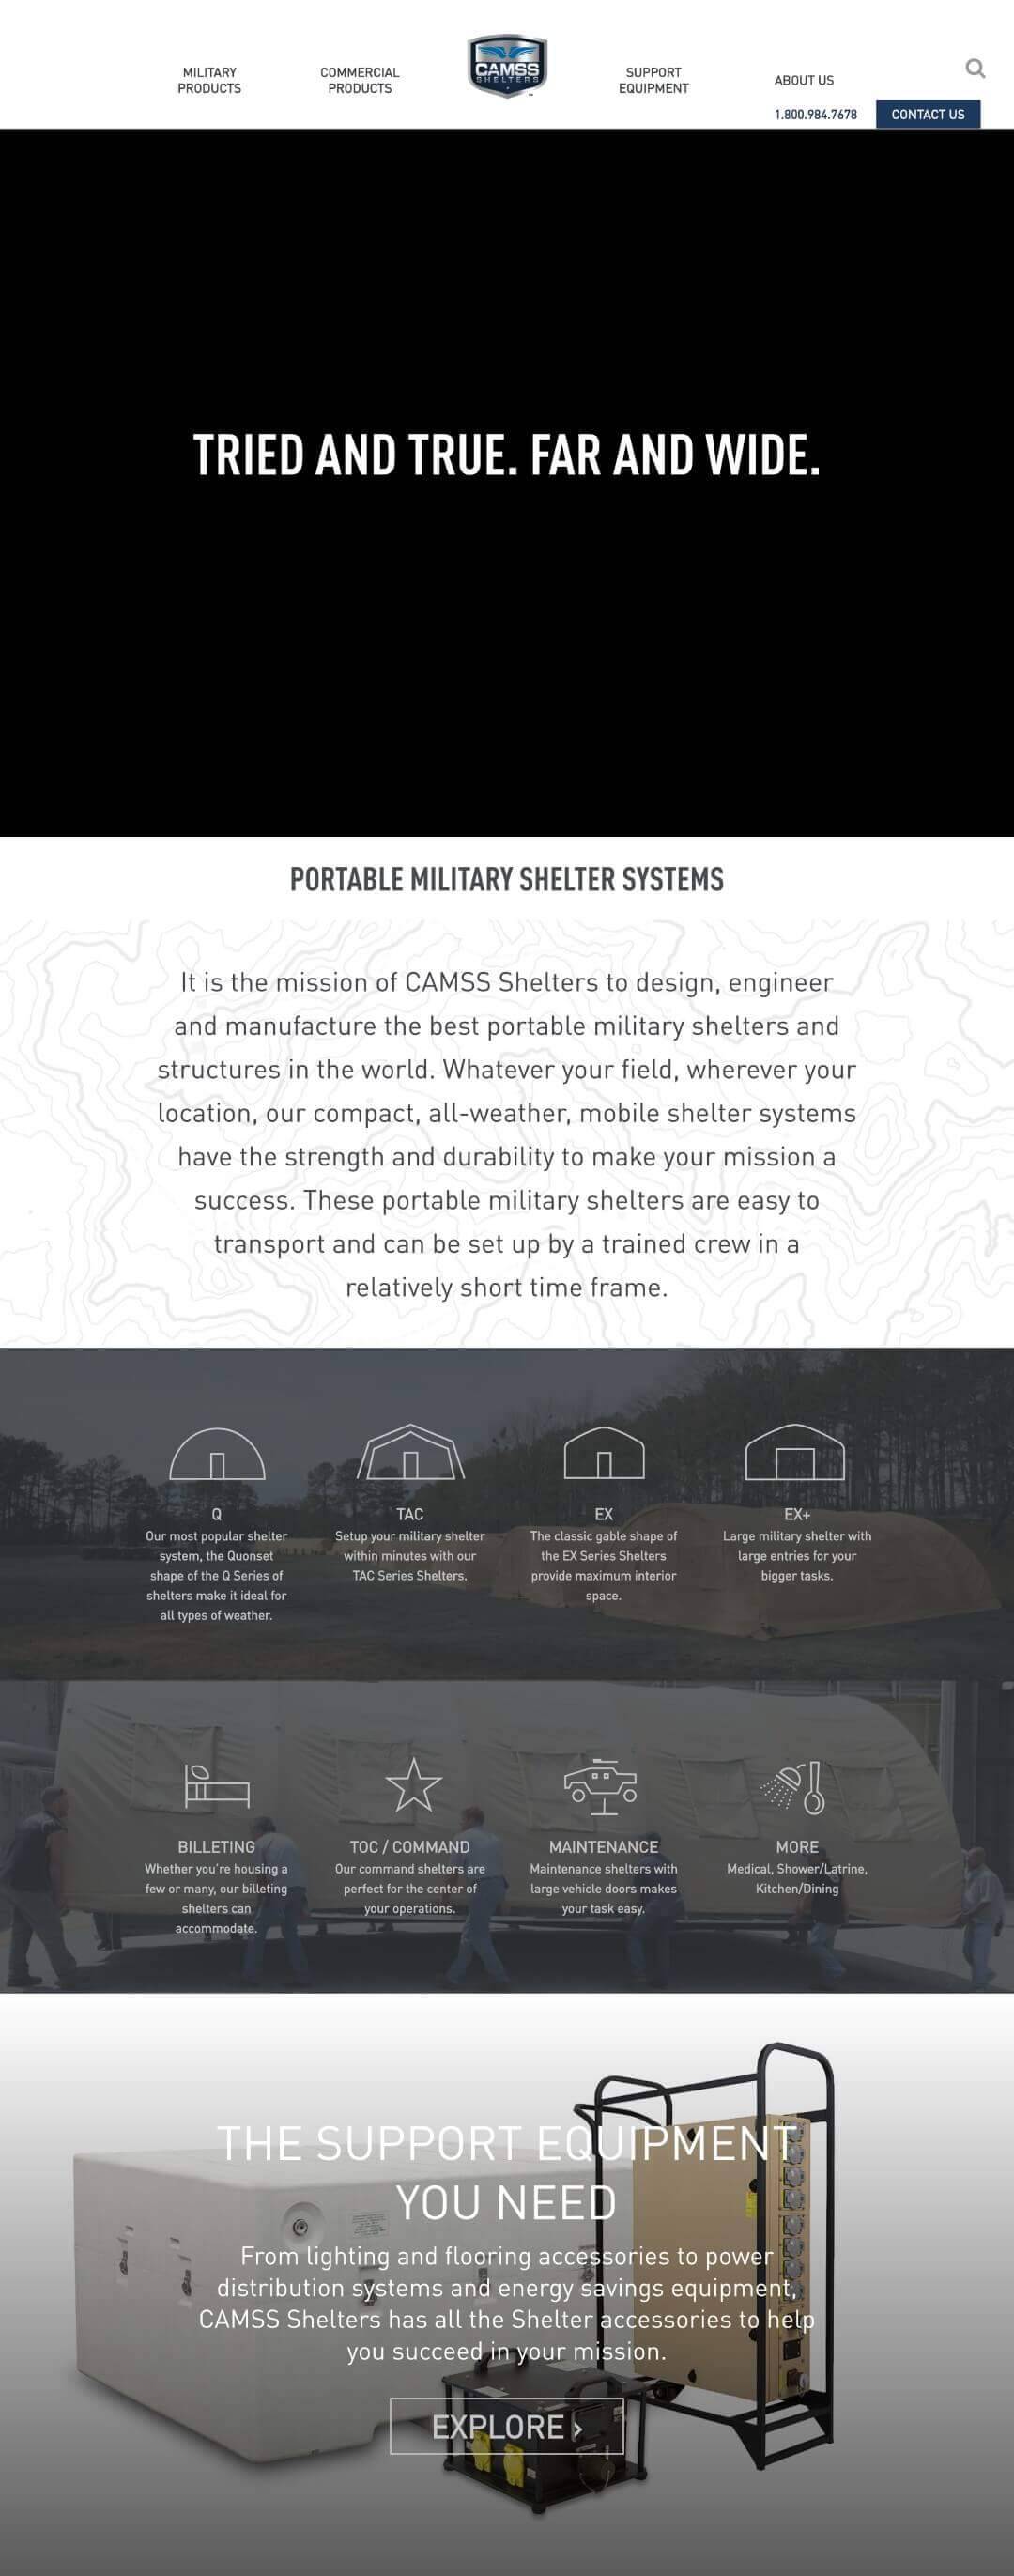 MILITARY
PRODUCTS
COMMERCIAL
PRODUCTS
CAMSS
SHELTERS
SUPPORT
EQUIPMENT
ABOUT US
1.800.984.7678
CONTACT US
TRIED AND TRUE. FAR AND WIDE.
PORTABLE MILITARY SHELTER SYSTEMS
It is the mission of CAMSS Shelters to design, engineer
and manufacture the best portable military shelters and
structures in the world. Whatever your field, wherever your
location, our compact, all-weather, mobile shelter systems
have the strength and durability to make your mission a
success. These portable military shelters are easy to
transport and can be set up by a trained crew in a
relatively short time frame.
Q
Our most popular shelter
system, the Quonset
shape of the Q Series of
shelters make it ideal for
all types of weather.
TAC
Setup your military shelter
within minutes with our
TAC Series Shelters.
EX
The classic gable shape of
the EX Series Shelters
provide maximum interior
space.
EX+
Large military shelter with
large entries for your
bigger tasks.
BILLETING
Whether you're housing a
few or many, our billeting
shelters can
accommodate.
TOC / COMMAND
Our command shelters are
perfect for the center of
your operations.
MAINTENANCE
Maintenance shelters with
large vehicle doors makes
your task easy.
MORE
Medical, Shower/Latrine,
Kitchen/Dining
THE SUPPORT EQUIPMENT
YOU NEED
From lighting and flooring accessories to power
distribution systems and energy savings equipment,
CAMSS Shelters has all the Shelter accessories to help
you succeed in your mission.
EXPLORE ›